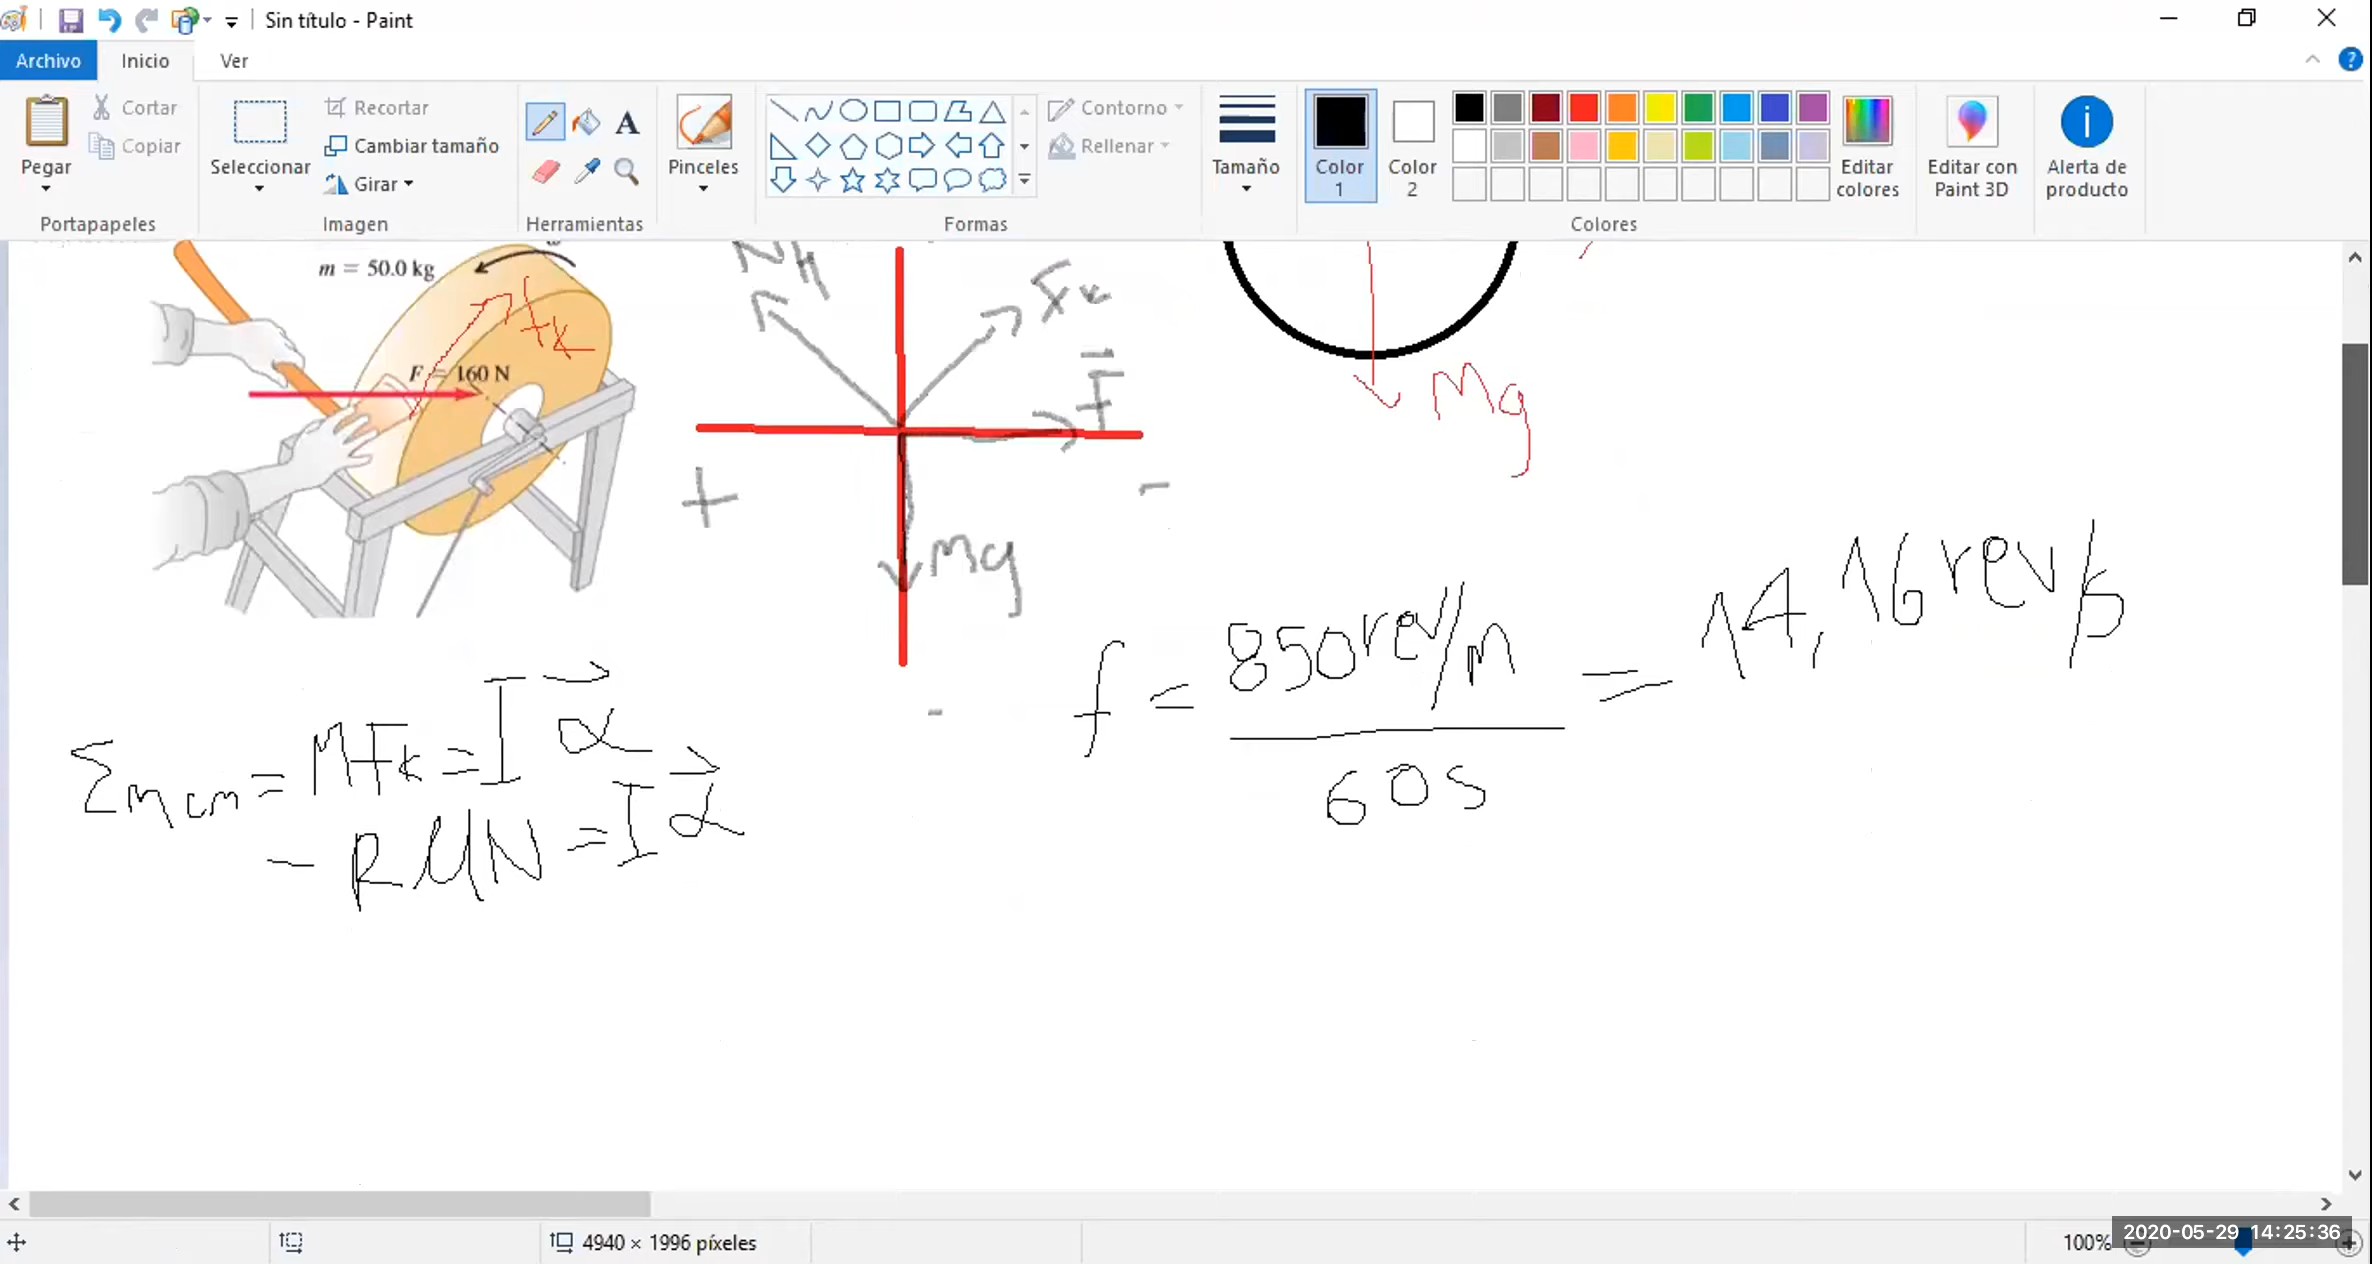 Sin título - Paint
Archivo Inicio Ver
Pegar
Cortar
Copiar
Portapapeles
Seleccionar
Recortar
Cambiar tamaño
Girar
Imagen
A
Herramientas
Pinceles
Contorno
Rellenar
Formas
Tamaño
Color 1
Color 2
Editar colores
Colores
Editar con Paint 3D
Alerta de producto
m = 50.0 kg
F = 160 N
fk
Fk
F
+
-
Mg
-
Mg
f = 850 rev/m / 60 s = 14,16 rev/s
Σ m cm = MFk = I α
- RμN = I α
4940 × 1996 píxeles
100%
2020-05-29 14:25:36